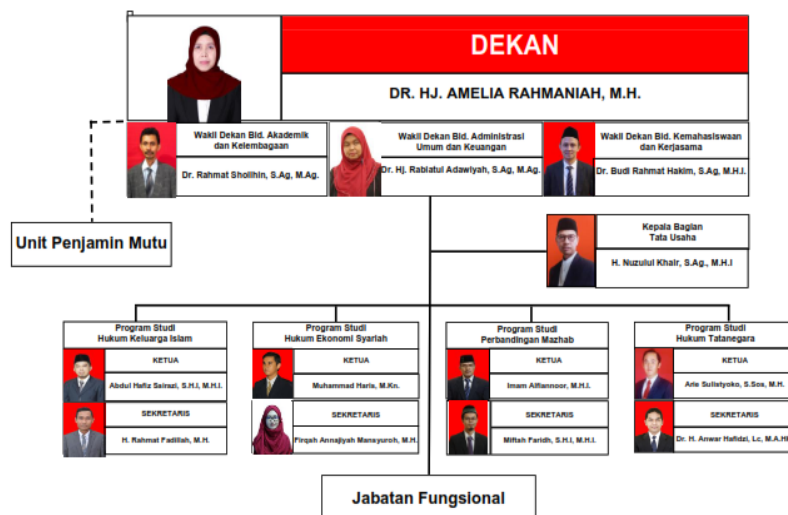 DEKAN
DR. HJ. AMELIA RAHMANIAH, M.H.
Wakil Dekan Bid. Akademik
dan Kelembagaan
Dr. Rahmat Sholihin, S.Ag, M.Ag.
Wakil Dekan Bid. Administrasi
Umum dan Keuangan
Dr. Hj. Rabiatul Adawiyah, S.Ag, M.Ag.
Wakil Dekan Bid. Kemahasiswaan
dan Kerjasama
Dr. Budi Rahmat Hakim, S.Ag, M.H.I.
Unit Penjamin Mutu
Kepala Bagian
Tata Usaha
H. Nuzulul Khair, S.Ag., M.H.I
Program Studi
Hukum Keluarga Islam
KETUA
Abdul Hafiz Sairazi, S.H.I, M.H.I.
SEKRETARIS
H. Rahmat Fadillah, M.H.
Program Studi
Hukum Ekonomi Syariah
KETUA
Muhammad Haris, M.Kn.
SEKRETARIS
Firqah Annajiyah Mansyuroh, M.H.
Program Studi
Perbandingan Mazhab
KETUA
Imam Alfiannoor, M.H.I.
SEKRETARIS
Miftah Faridh, S.H.I, M.H.I.
Program Studi
Hukum Tatanegara
KETUA
Arie Sulistyoko, S.Sos, M.H.
SEKRETARIS
Dr. H. Anwar Hafidzi, Lc, M.A.HI
Jabatan Fungsional